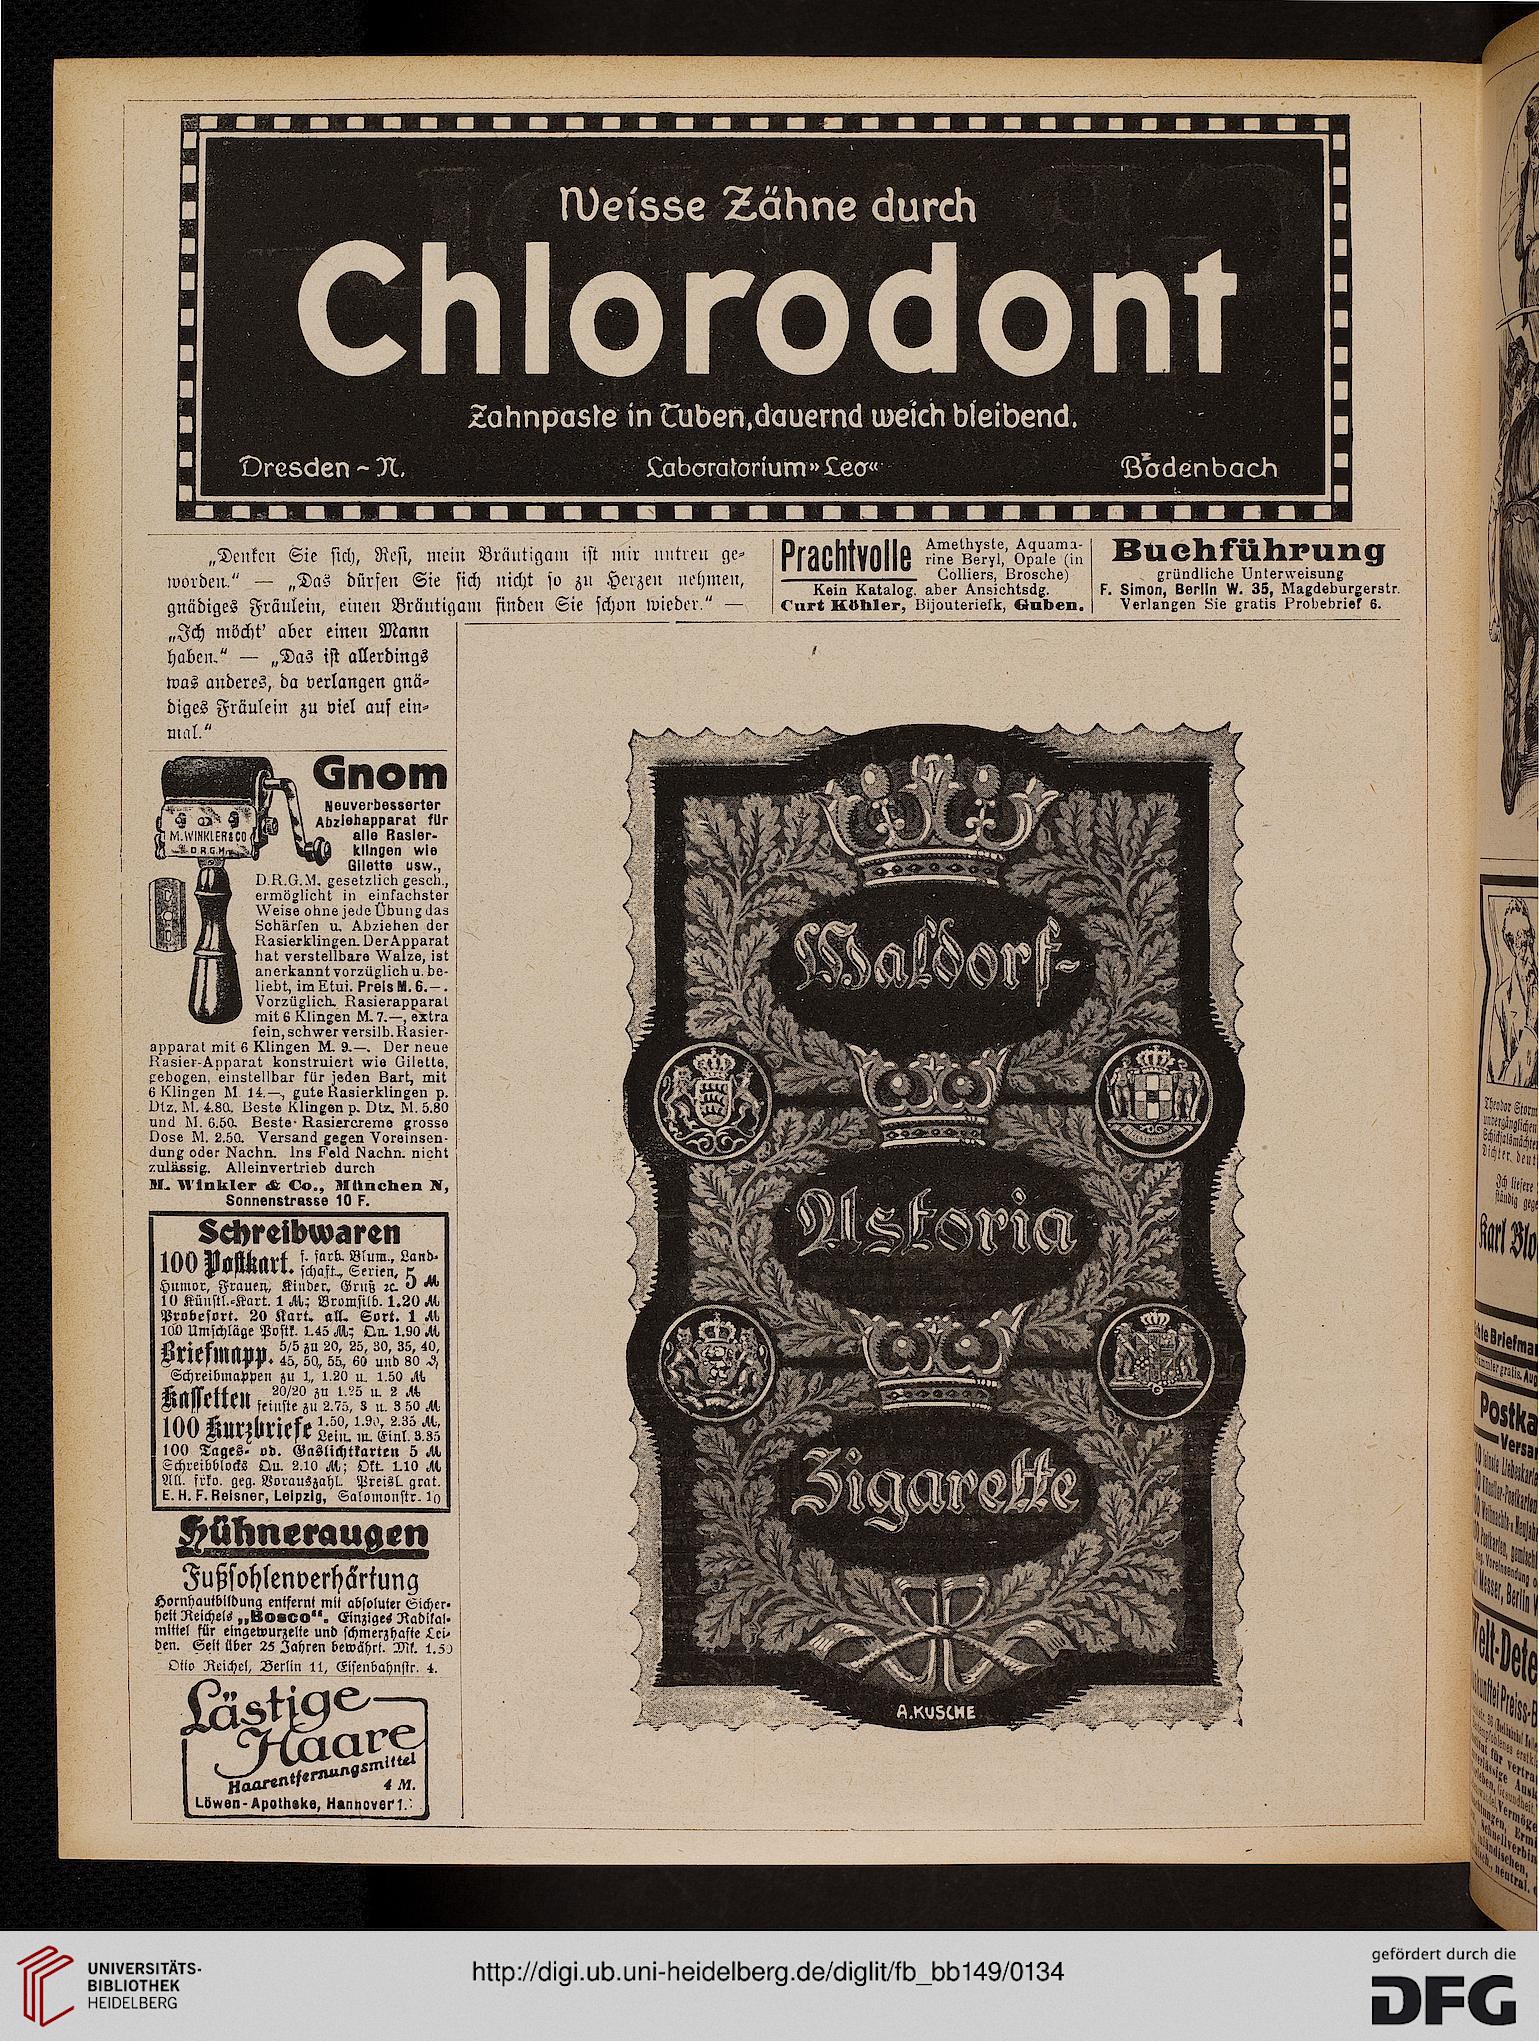 Weisse Zähne durch
Chlorodont
Zahnpaste in Tuben, dauernd weich bleibend.
Dresden - N.
Laboratorium »Leo«
Bodenbach
„Denken Sie sich, Resi, mein Bräutigam ist mir untreu ge-
worden.“ — „Das dürfen Sie sich nicht so zu Herzen nehmen,
gnädiges Fräulein, einen Bräutigam finden Sie schon wieder.“ —
„Ich möcht' aber einen Mann
haben.“ — „Das ist allerdings
was anderes, da verlangen gnä-
diges Fräulein zu viel auf ein-
mal.“
Prachtvolle
Amethyste, Aquama-
rine Beryl, Opale (in
Colliers, Brosche)
Kein Katalog, aber Ansichtsdg.
Curt Köhler, Bijouteriefk, Guben.
Buchführung
gründliche Unterweisung
F. Simon, Berlin W. 35, Magdeburgerstr.
Verlangen Sie gratis Probebrief 6.
Gnom
Neuverbesserter
Abziehapparat für
alle Rasier-
klingen wie
Gilette usw.,
M. WINKLER & CO
D.R.G.M.
D.R.G.M. gesetzlich gesch.,
ermöglicht in einfachster
Weise ohne jede Übung das
Schärfen u. Abziehen der
Rasierklingen. Der Apparat
hat verstellbare Walze, ist
anerkannt vorzüglich u. be-
liebt, im Etui. Preis M. 6.—.
Vorzüglich. Rasierapparat
mit 6 Klingen M. 7.—, extra
fein, schwer versilb. Rasier-
apparat mit 6 Klingen M. 9.—. Der neue
Rasier-Apparat konstruiert wie Gilette,
gebogen, einstellbar für jeden Bart, mit
6 Klingen M. 14.—, gute Rasierklingen p.
Dtz. M. 4.80. Beste Klingen p. Dtz. M. 5.80
und M. 6.50. Beste Rasiercreme grosse
Dose M. 2.50. Versand gegen Voreinsen-
dung oder Nachn. Ins Feld Nachn. nicht
zulässig. Alleinvertrieb durch
M. Winkler & Co., München N,
Sonnenstrasse 10 F.
Schreibwaren
100 Postkart. f. farb. Blum., Land-
schaft., Serien,
Humor, Frauen, Kinder, Gruß ꝛc. 5 ℳ
10 Künstl.-Kart. 1 ℳ; Bromsilb. 1.20 ℳ
Probesort. 20 Kart. all. Sort. 1 ℳ
100 Umschläge Postf. 1.45 ℳ; Qu. 1.90 ℳ
Briefmapp. 5/5 zu 20, 25, 30, 35, 40,
45, 50, 55, 60 und 80 ₰
Schreibmappen zu 1, 1.20 u. 1.50 ℳ
Kassetten 20/20 zu 1.25 u. 2 ℳ
feinste zu 2.75, 3 u. 3 50 ℳ
100 Kurzbriefe 1.50, 1.90, 2.35 ℳ,
Lein. m. Einl. 3.35
100 Tages- od. Gaslichtkarten 5 ℳ
Schreibblocks Qu. 2.10 ℳ; Okt. 1.10 ℳ
All. frko. geg. Vorauszahl. Preisl. grat.
E. H. F. Reisner, Leipzig, Salomonstr. 10
Hühneraugen
Fußsohlenverhärtung
Hornhautbildung entfernt mit absoluter Sicher-
heit Reichels „Bosco“. Einziges Radikal-
mittel für eingewurzelte und schmerzhafte Lei-
den. Seit über 25 Jahren bewährt. Mk. 1.50
Otto Reichel, Berlin 11, Eisenbahnstr. 4.
Lästige
Haare
Haarentfernungsmittel
4 M.
Löwen-Apotheke, Hannover 1.
Waldorf-
Astoria
Zigarette
A. KUSCHE
Theodor Storm
Karl Blo
Postka
Versan
UNIVERSITÄTS-
BIBLIOTHEK
HEIDELBERG
http://digi.ub.uni-heidelberg.de/diglit/fb_bb149/0134
gefördert durch die
DFG